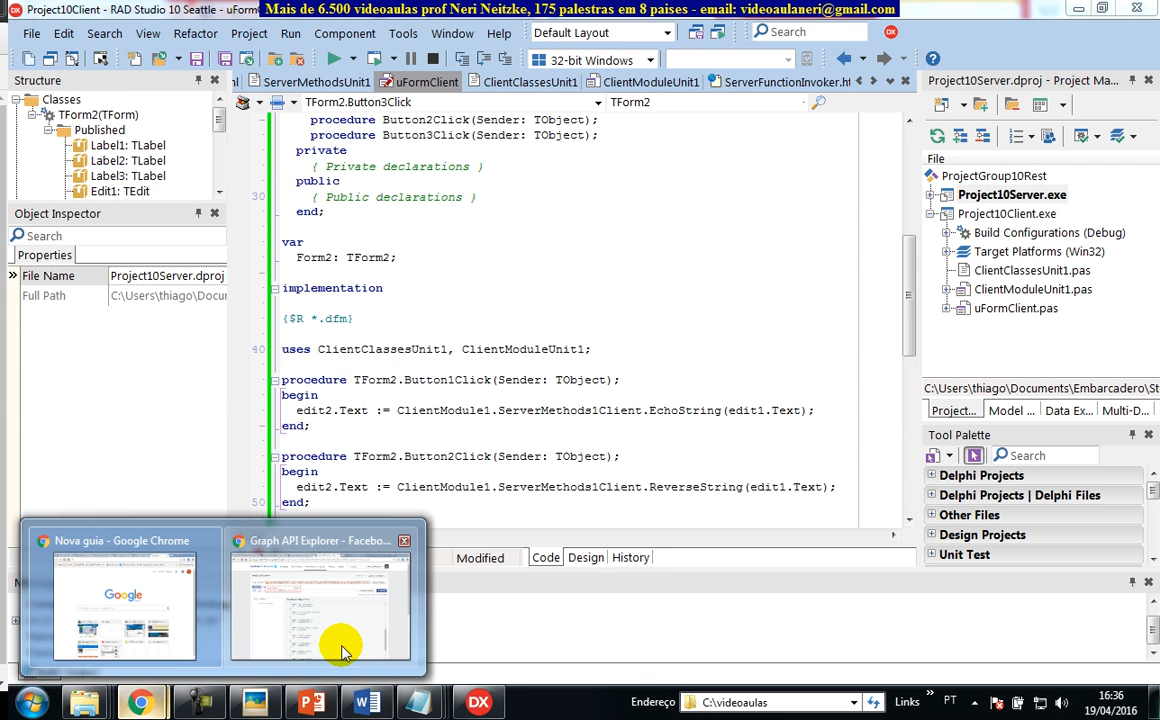 Project10Client - RAD Studio 10 Seattle - uForm
Mais de 6.500 videoaulas prof Neri Neitzke, 175 palestras em 8 paises - email: videoaulaneri@gmail.com
File Edit Search View Refactor Project Run Component Tools Window Help
Default Layout
Search
32-bit Windows
Structure
ServerMethodsUnit1 uFormClient ClientClassesUnit1 ClientModuleUnit1 ServerFunctionInvoker.ht
Project10Server.dproj - Project Ma...
TForm2.Button3Click TForm2
Classes
TForm2(TForm)
Published
Label1: TLabel
Label2: TLabel
Label3: TLabel
Edit1: TEdit
Object Inspector
Search
Properties
File Name Project10Server.dproj
Full Path C:\Users\thiago\Docur
procedure Button2Click(Sender: TObject);
procedure Button3Click(Sender: TObject);
private
{ Private declarations }
public
30 { Public declarations }
end;
var
Form2: TForm2;
implementation
{$R *.dfm}
40 uses ClientClassesUnit1, ClientModuleUnit1;
procedure TForm2.Button1Click(Sender: TObject);
begin
edit2.Text := ClientModule1.ServerMethods1Client.EchoString(edit1.Text);
end;
procedure TForm2.Button2Click(Sender: TObject);
begin
edit2.Text := ClientModule1.ServerMethods1Client.ReverseString(edit1.Text);
50 end;
Modified Code Design History
File
ProjectGroup10Rest
Project10Server.exe
Project10Client.exe
Build Configurations (Debug)
Target Platforms (Win32)
ClientClassesUnit1.pas
ClientModuleUnit1.pas
uFormClient.pas
C:\Users\thiago\Documents\Embarcadero\St
Project... Model ... Data Ex... Multi-D...
Tool Palette
Search
Delphi Projects
Delphi Projects | Delphi Files
Other Files
Design Projects
Unit Test
Nova guia - Google Chrome
Graph API Explorer - Facebo...
Google
Endereço C:\videoaulas
Links
PT
16:36
19/04/2016